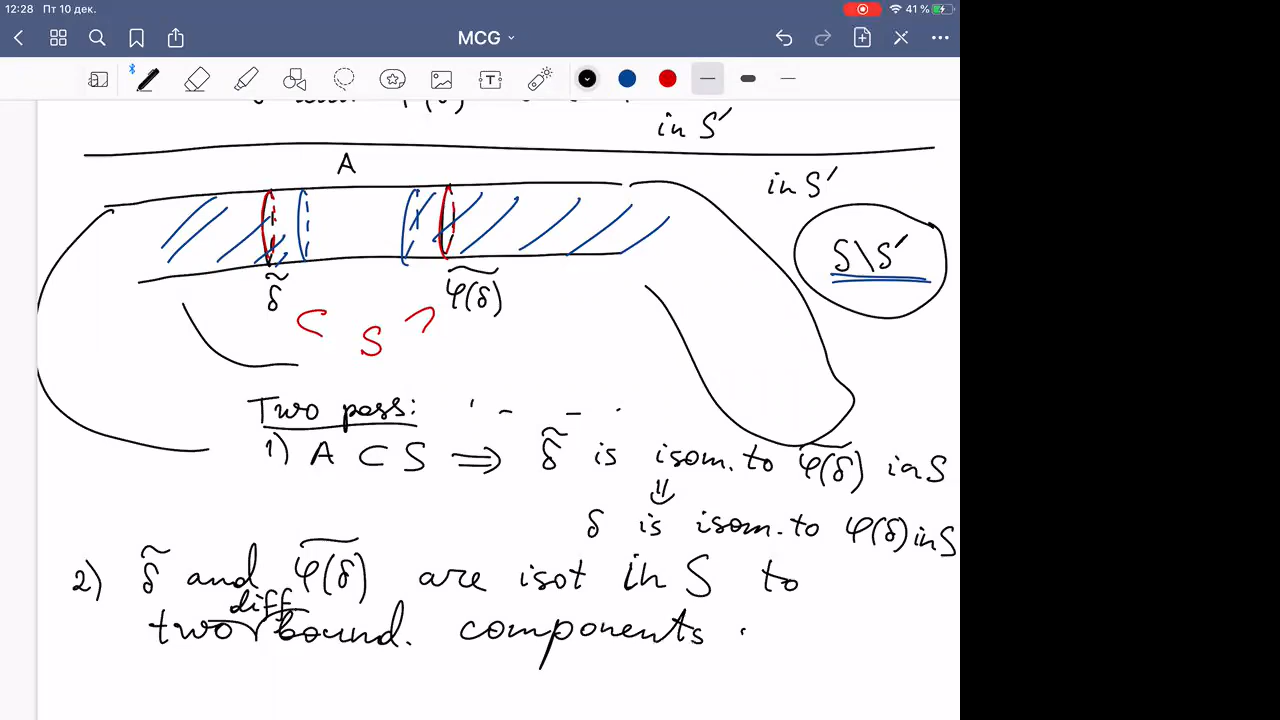 12:28 Пт 10 дек.
41 %
MCG
in S'
A
in S'
S\S'
δ̃
φ(δ)~
⊂ S
Two poss:
1) A ⊂ S ⟹ δ̃ is isom. to φ(δ)~ in S
⇓
δ is isom. to φ(δ) in S
2) δ̃ and φ(δ)~ are isot in S to
diff
two bound. components